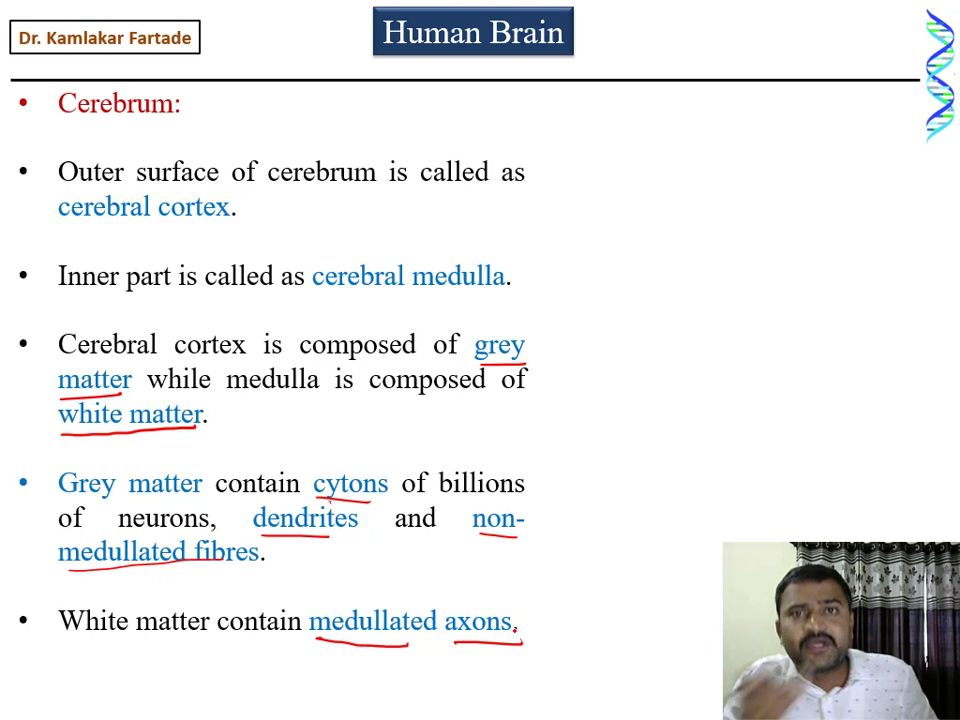 Dr. Kamlakar Fartade
Human Brain
• Cerebrum:
• Outer surface of cerebrum is called as
cerebral cortex.
• Inner part is called as cerebral medulla.
• Cerebral cortex is composed of grey
matter while medulla is composed of
white matter.
• Grey matter contain cytons of billions
of neurons, dendrites and non-
medullated fibres.
• White matter contain medullated axons.